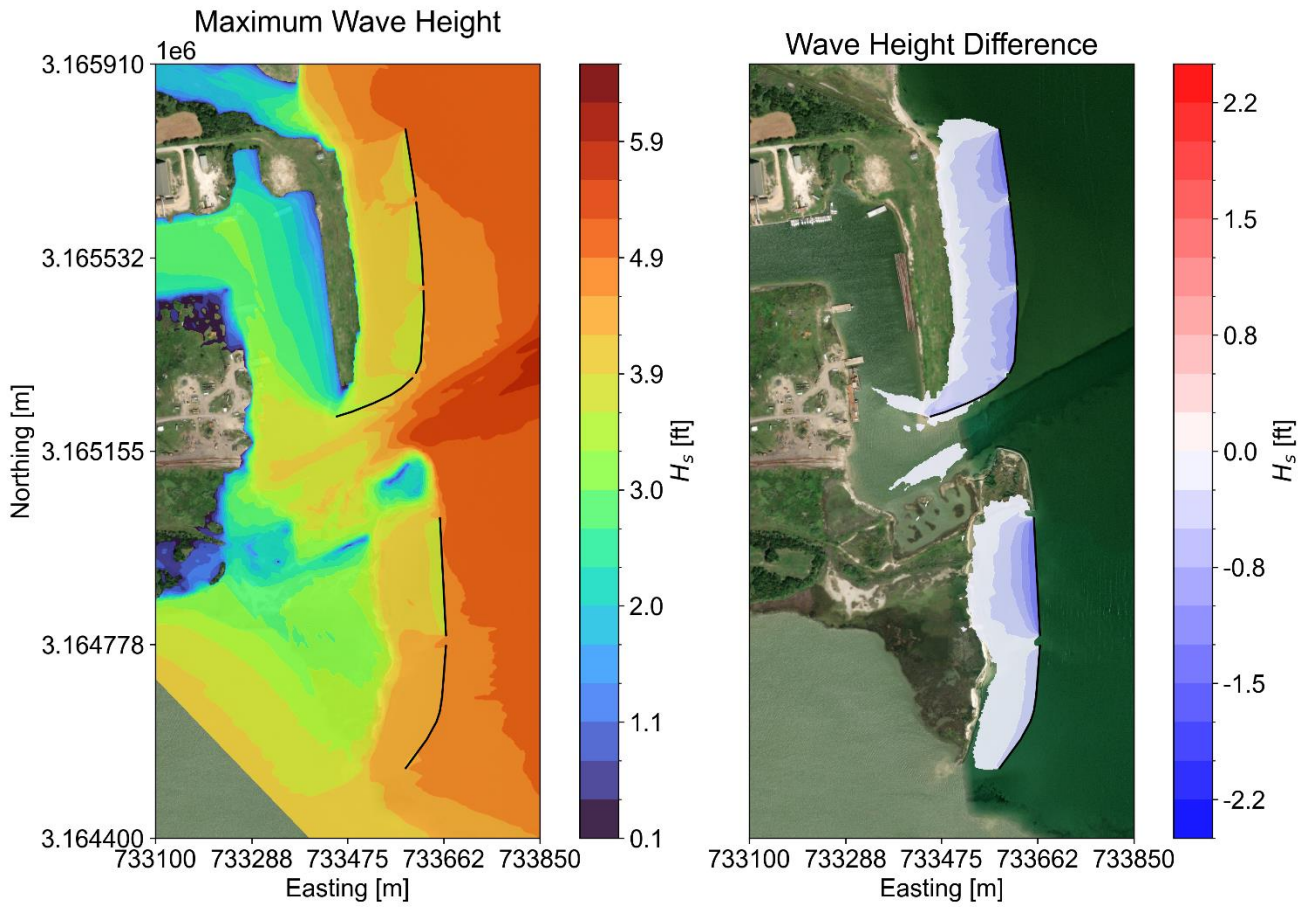 Maximum Wave Height
Wave Height Difference
1e6
3.165910
3.165532
3.165155
3.164778
3.164400
Northing [m]
733100 733288 733475 733662 733850
Easting [m]
5.9
4.9
3.9
3.0
2.0
1.1
0.1
Hs [ft]
733100 733288 733475 733662 733850
Easting [m]
2.2
1.5
0.8
0.0
-0.8
-1.5
-2.2
Hs [ft]